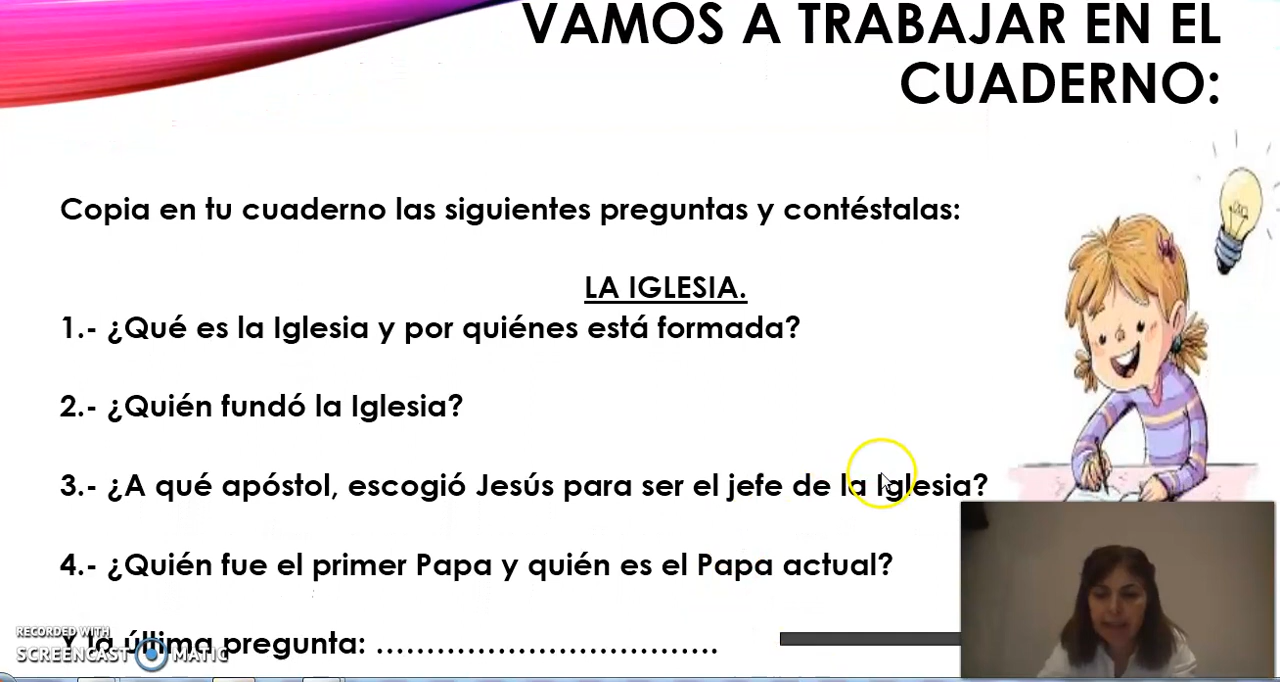 VAMOS A TRABAJAR EN EL
CUADERNO:
Copia en tu cuaderno las siguientes preguntas y contéstalas:
LA IGLESIA.
1.- ¿Qué es la Iglesia y por quiénes está formada?
2.- ¿Quién fundó la Iglesia?
3.- ¿A qué apóstol, escogió Jesús para ser el jefe de la Iglesia?
4.- ¿Quién fue el primer Papa y quién es el Papa actual?
Y la última pregunta: ..................................
RECORDED WITH
SCREENCAST MATIC